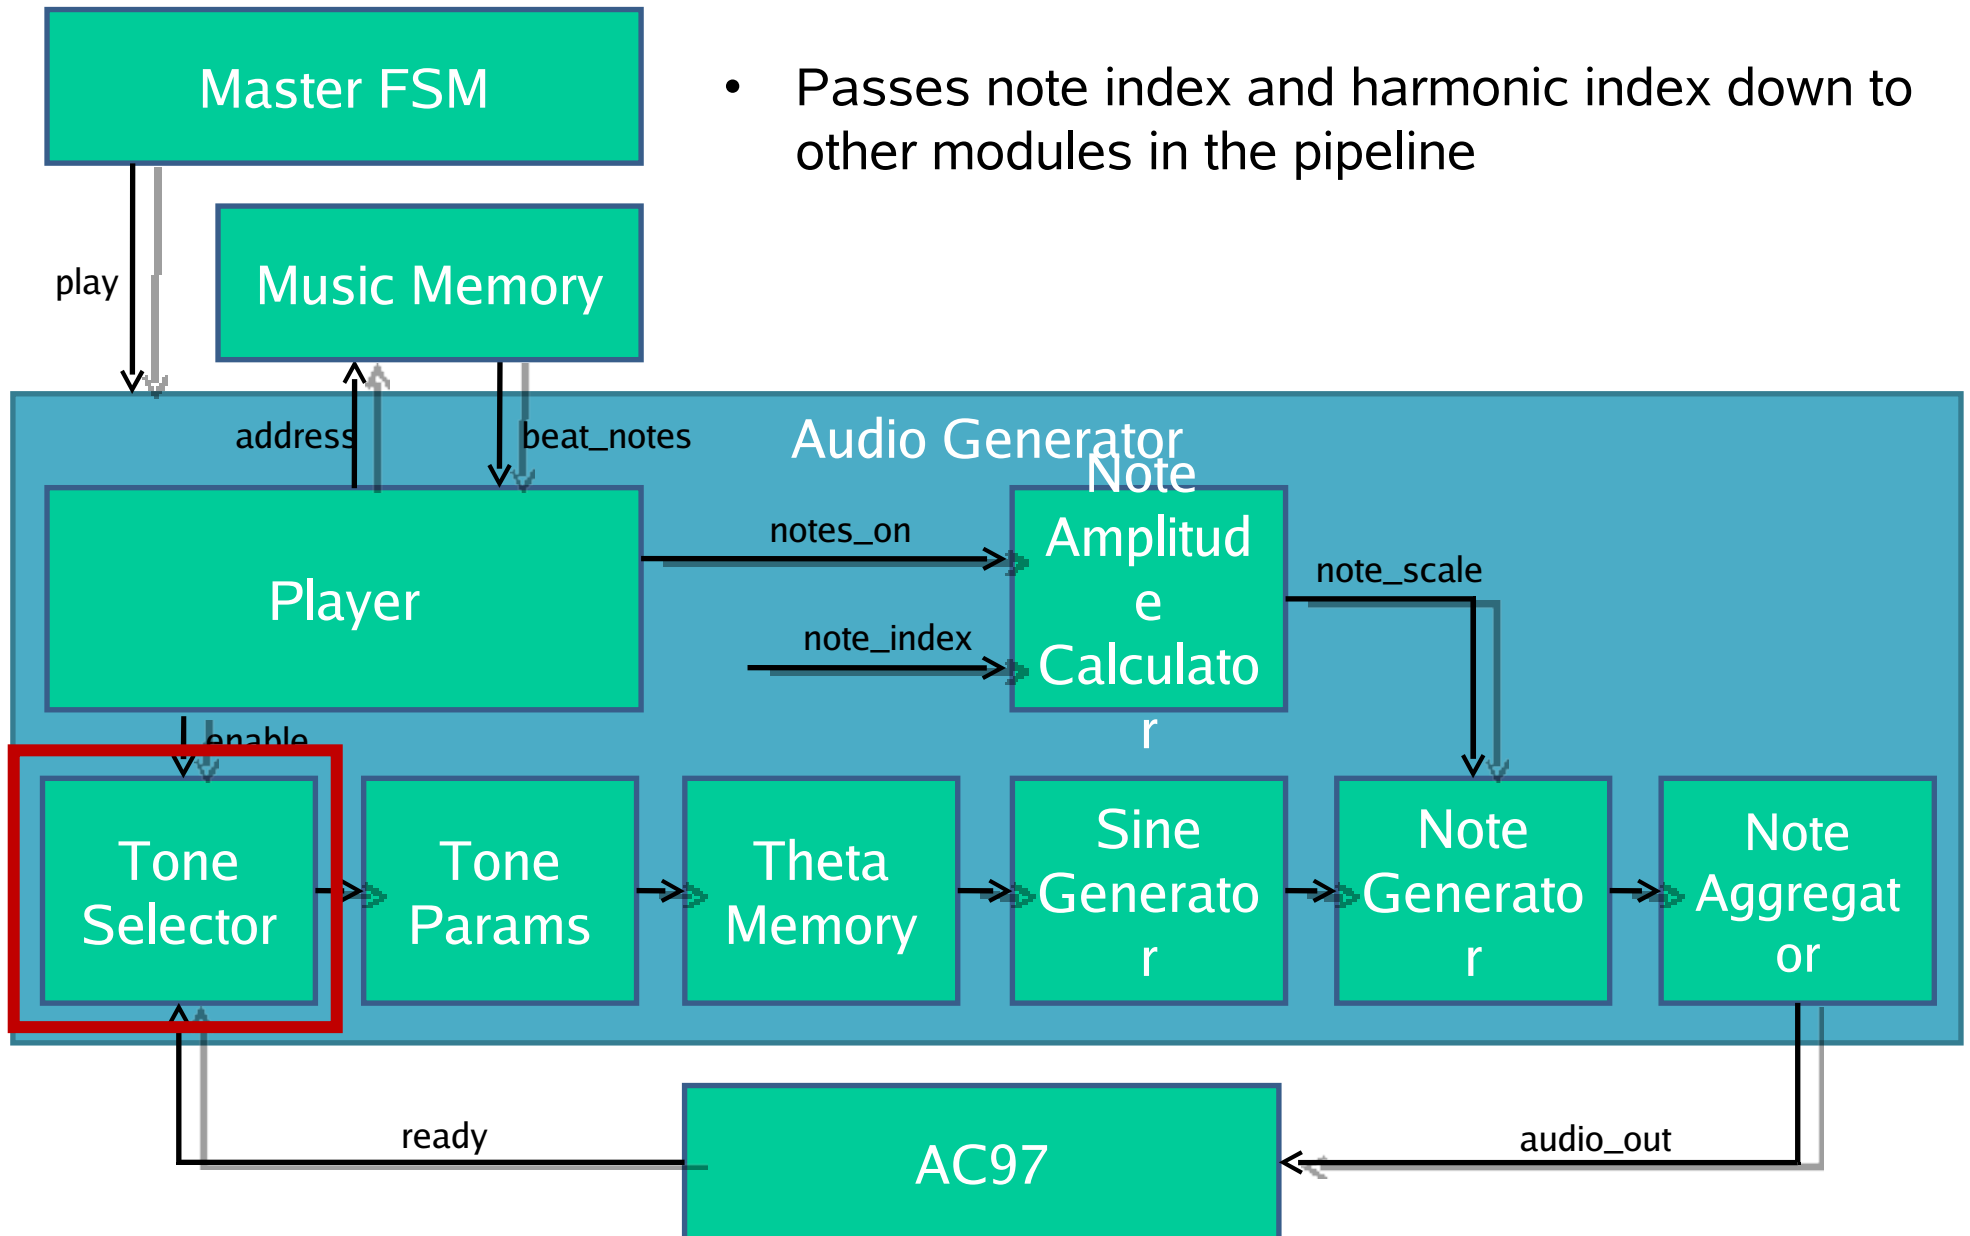 Master FSM
• Passes note index and harmonic index down to
other modules in the pipeline
play
Music Memory
address
beat_notes
Audio Generator
Player
notes_on
note_index
Note
Amplitud
e
Calculato
r
note_scale
enable
Tone
Selector
Tone
Params
Theta
Memory
Sine
Generato
r
Note
Generato
r
Note
Aggregat
or
ready
AC97
audio_out